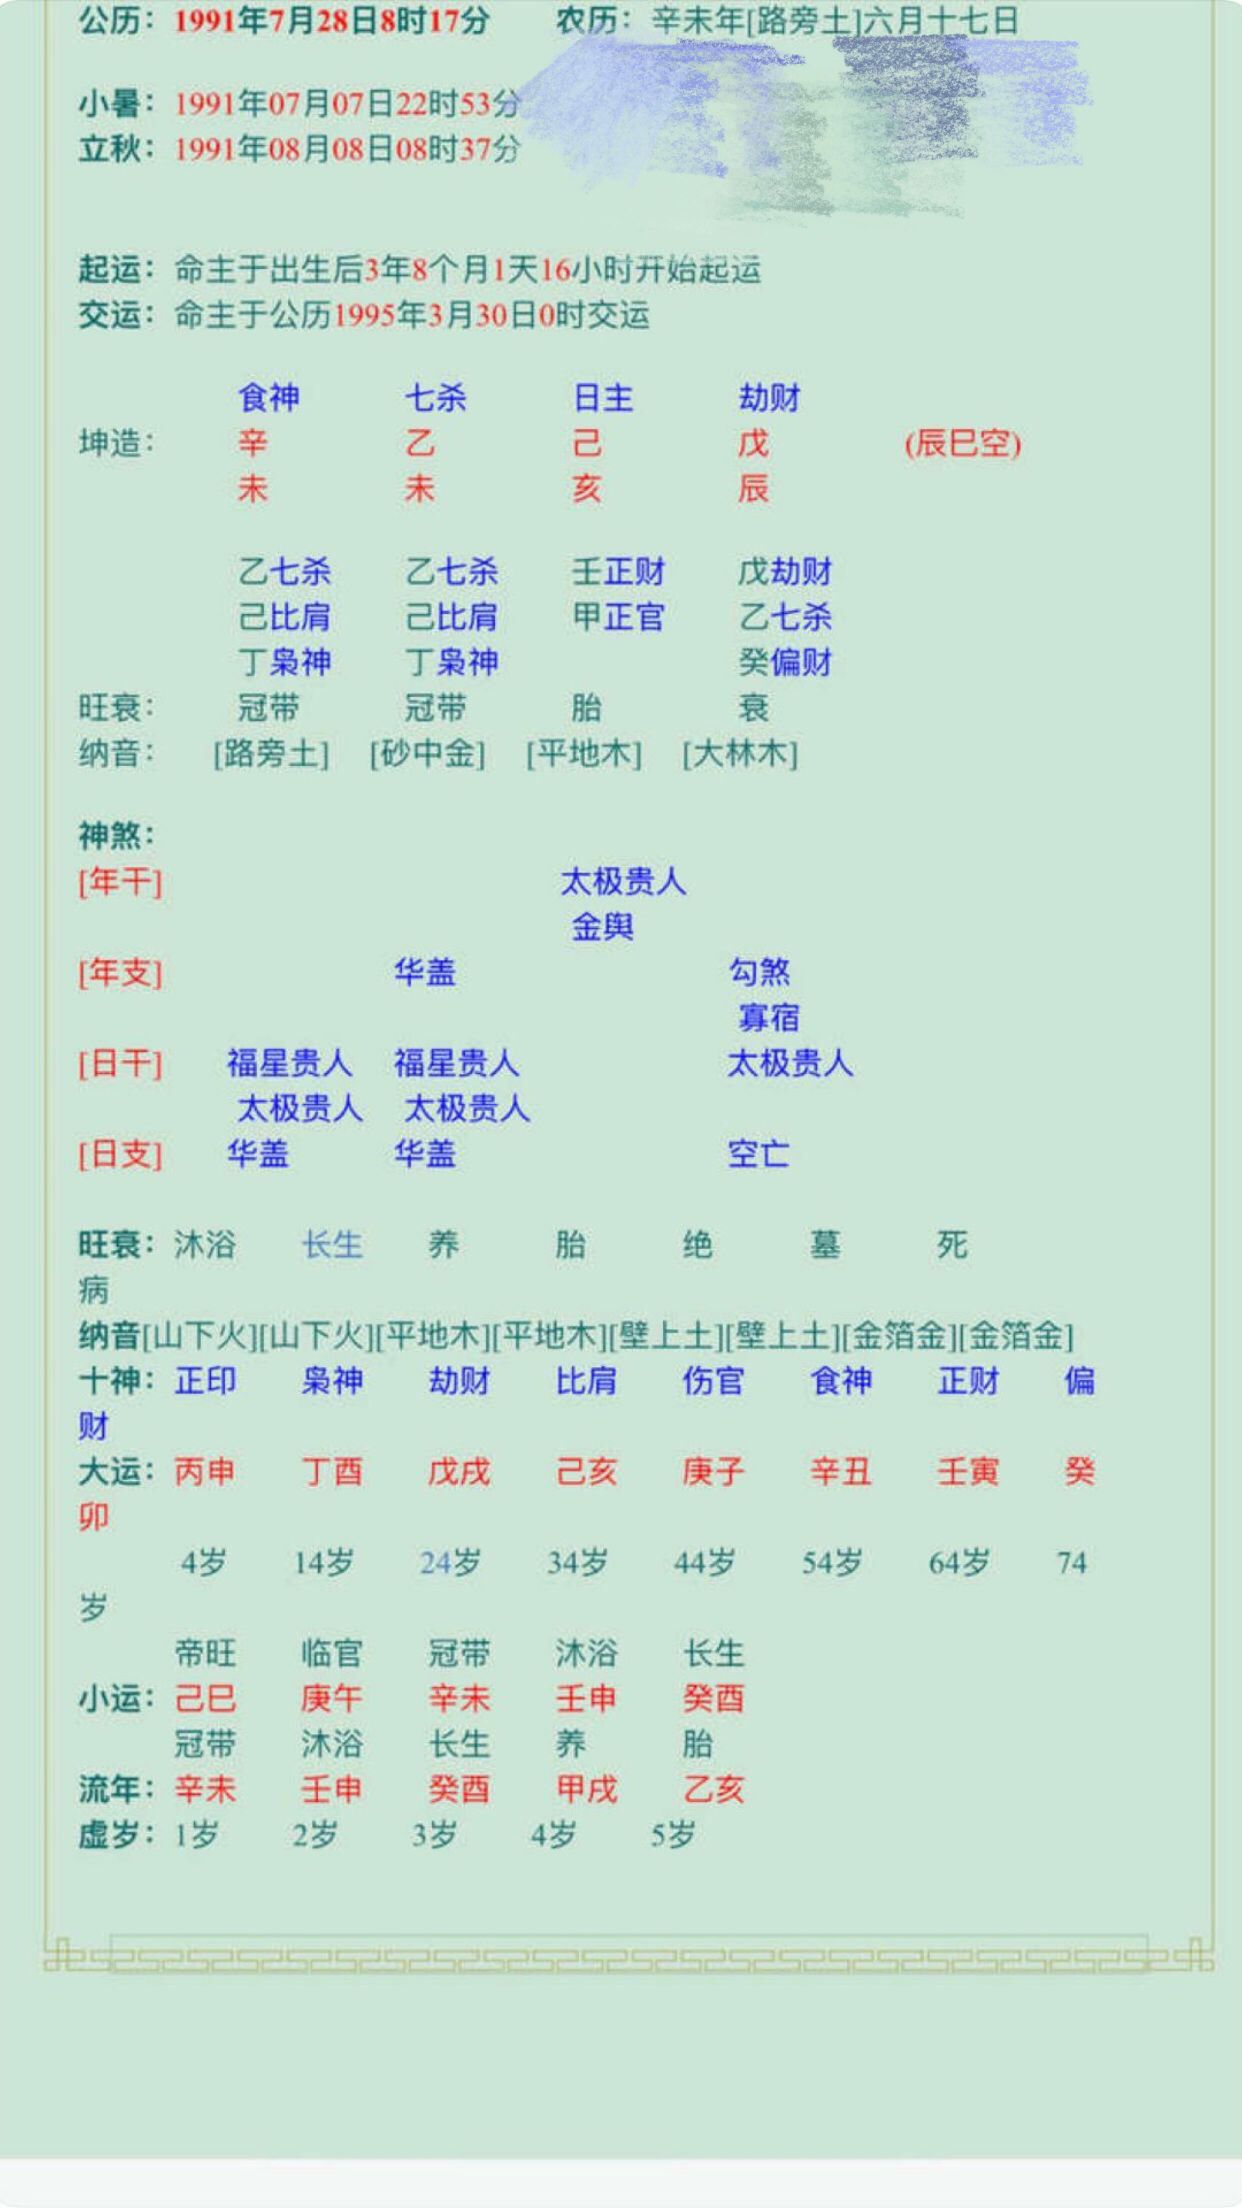 公历：1991年7月28日8时17分 农历：辛未年[路旁土]六月十七日
小暑：1991年07月07日22时53分
立秋：1991年08月08日08时37分
起运：命主于出生后3年8个月1天16小时开始起运
交运：命主于公历1995年3月30日0时交运
食神 七杀 日主 劫财
坤造： 辛 乙 己 戊 (辰巳空)
未 未 亥 辰
乙七杀 乙七杀 壬正财 戊劫财
己比肩 己比肩 甲正官 乙七杀
丁枭神 丁枭神 癸偏财
旺衰： 冠带 冠带 胎 衰
纳音： [路旁土] [砂中金] [平地木] [大林木]
神煞：
[年干] 太极贵人
金舆
[年支] 华盖 勾煞
寡宿
[日干] 福星贵人 福星贵人 太极贵人
太极贵人 太极贵人
[日支] 华盖 华盖 空亡
旺衰：沐浴 长生 养 胎 绝 墓 死
病
纳音[山下火][山下火][平地木][平地木][壁上土][壁上土][金箔金][金箔金]
十神：正印 枭神 劫财 比肩 伤官 食神 正财 偏
财
大运：丙申 丁酉 戊戌 己亥 庚子 辛丑 壬寅 癸
卯
4岁 14岁 24岁 34岁 44岁 54岁 64岁 74
岁
帝旺 临官 冠带 沐浴 长生
小运：己巳 庚午 辛未 壬申 癸酉
冠带 沐浴 长生 养 胎
流年：辛未 壬申 癸酉 甲戌 乙亥
虚岁：1岁 2岁 3岁 4岁 5岁